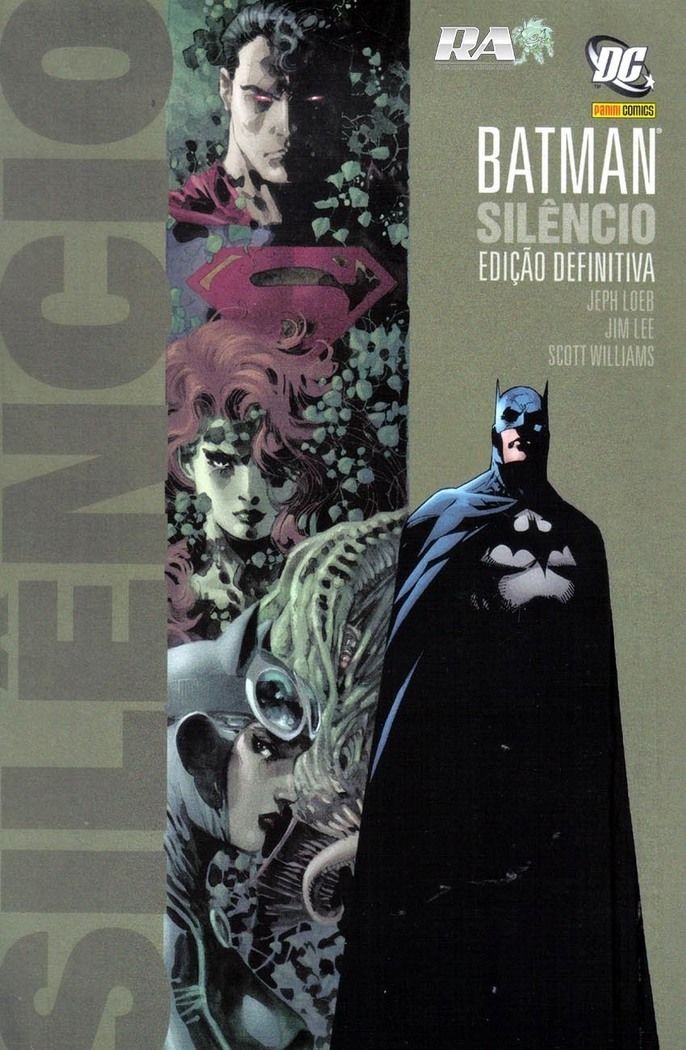 SILÊNCIO
RA
DC
PANINI COMICS
BATMAN®
SILÊNCIO
EDIÇÃO DEFINITIVA
JEPH LOEB
JIM LEE
SCOTT WILLIAMS